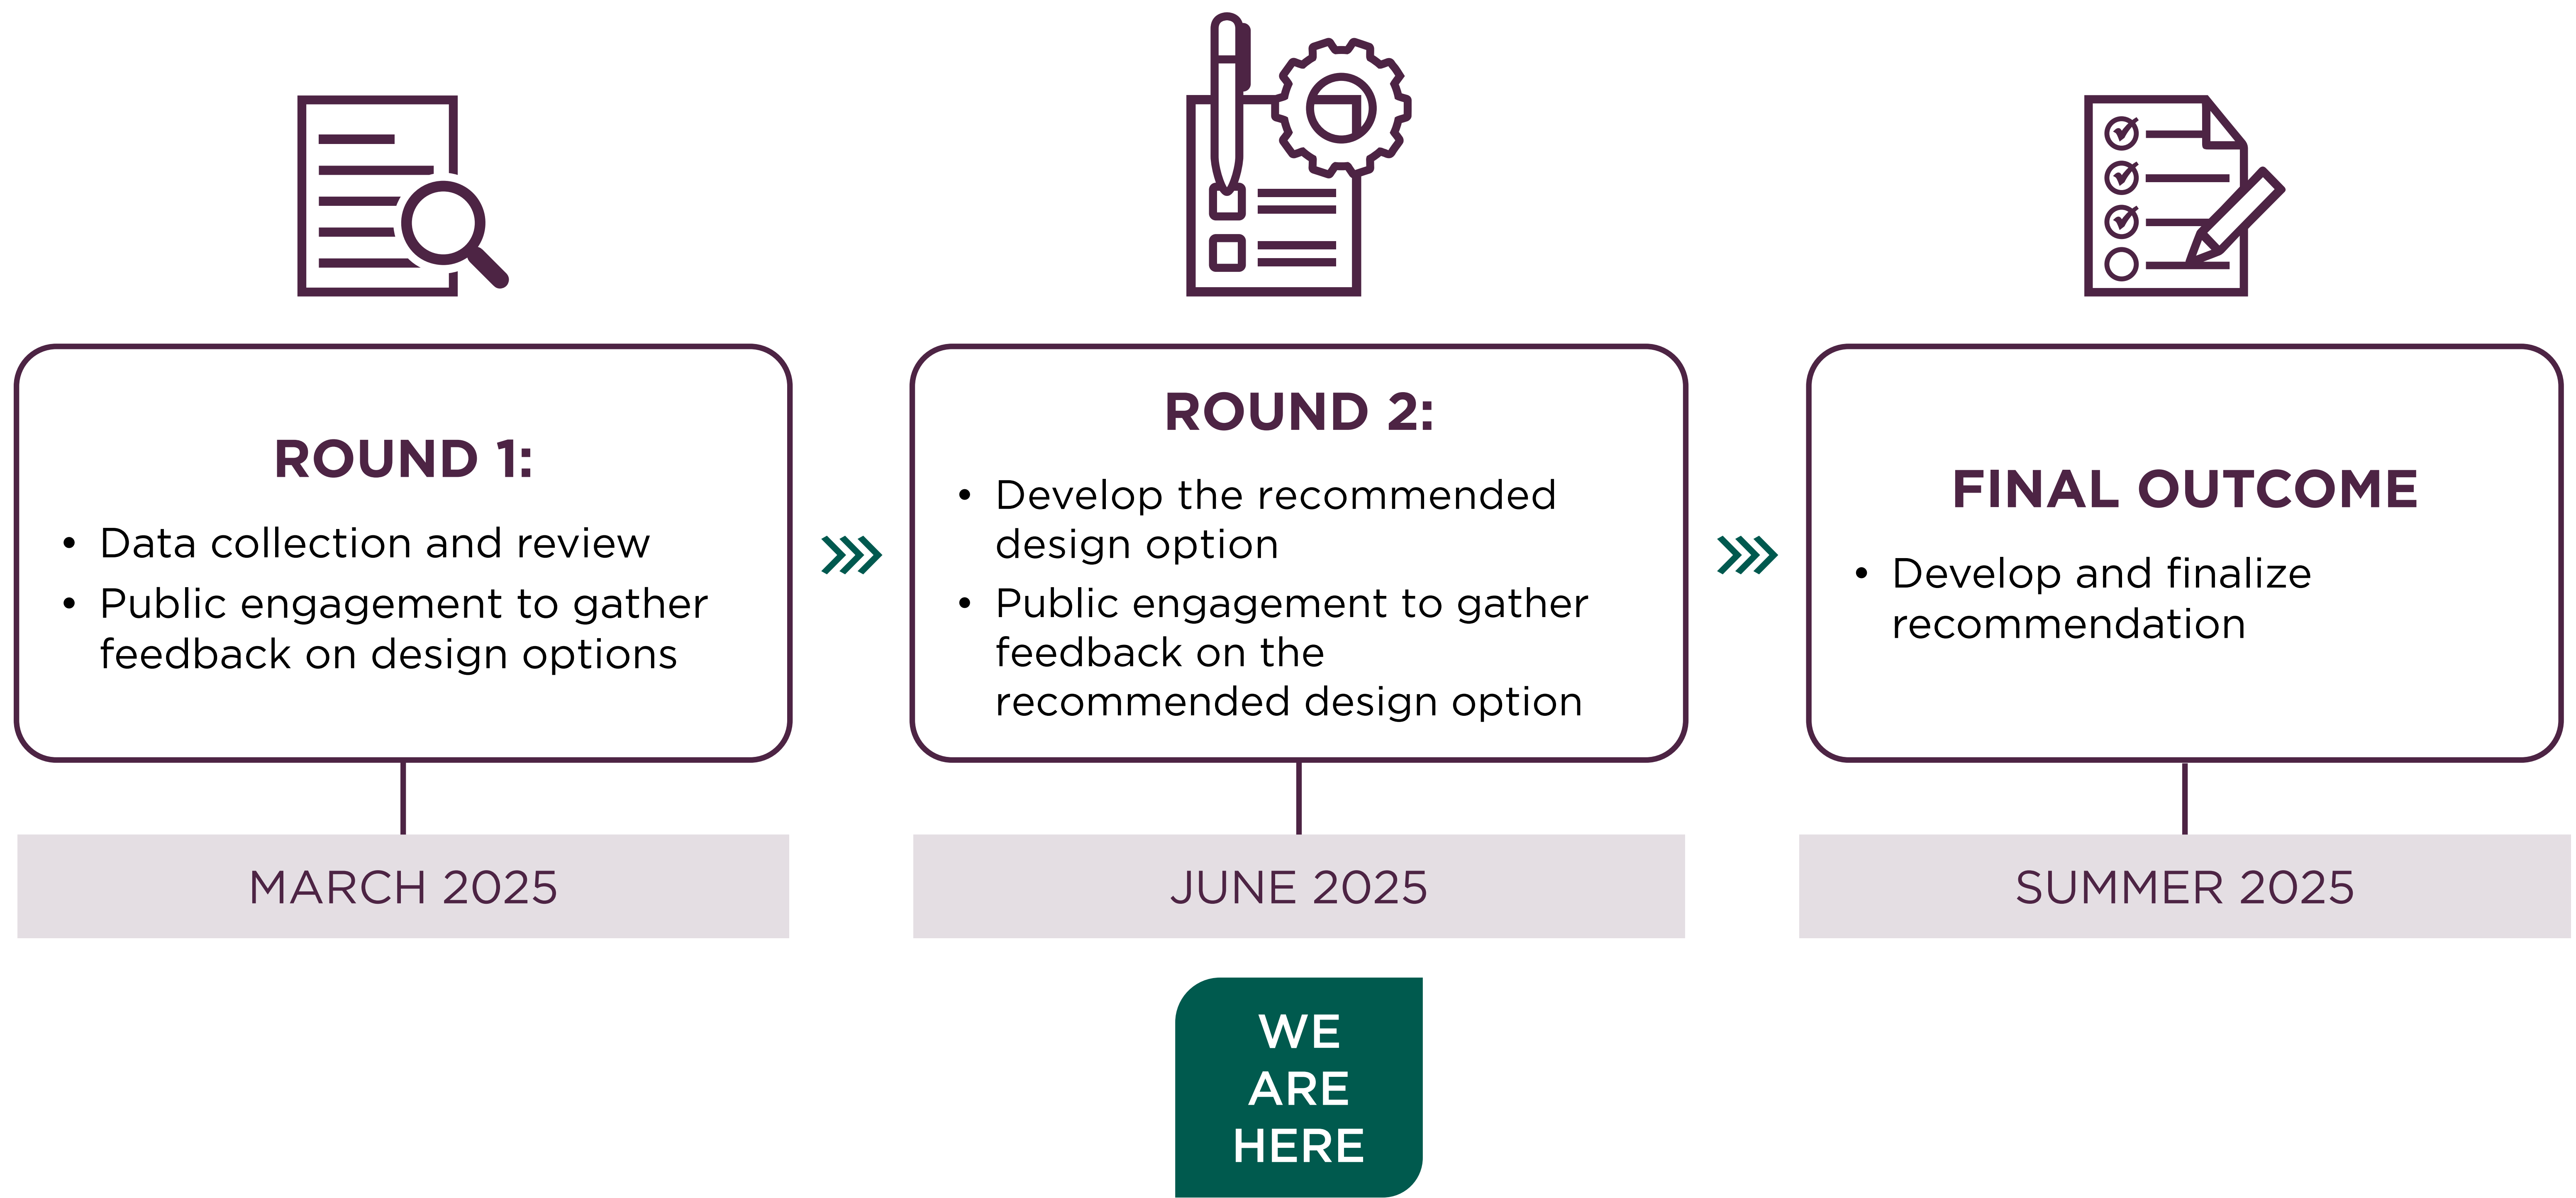 ROUND 1:
• Data collection and review
• Public engagement to gather
feedback on design options
MARCH 2025
ROUND 2:
• Develop the recommended
design option
• Public engagement to gather
feedback on the
recommended design option
JUNE 2025
WE
ARE
HERE
FINAL OUTCOME
• Develop and finalize
recommendation
SUMMER 2025